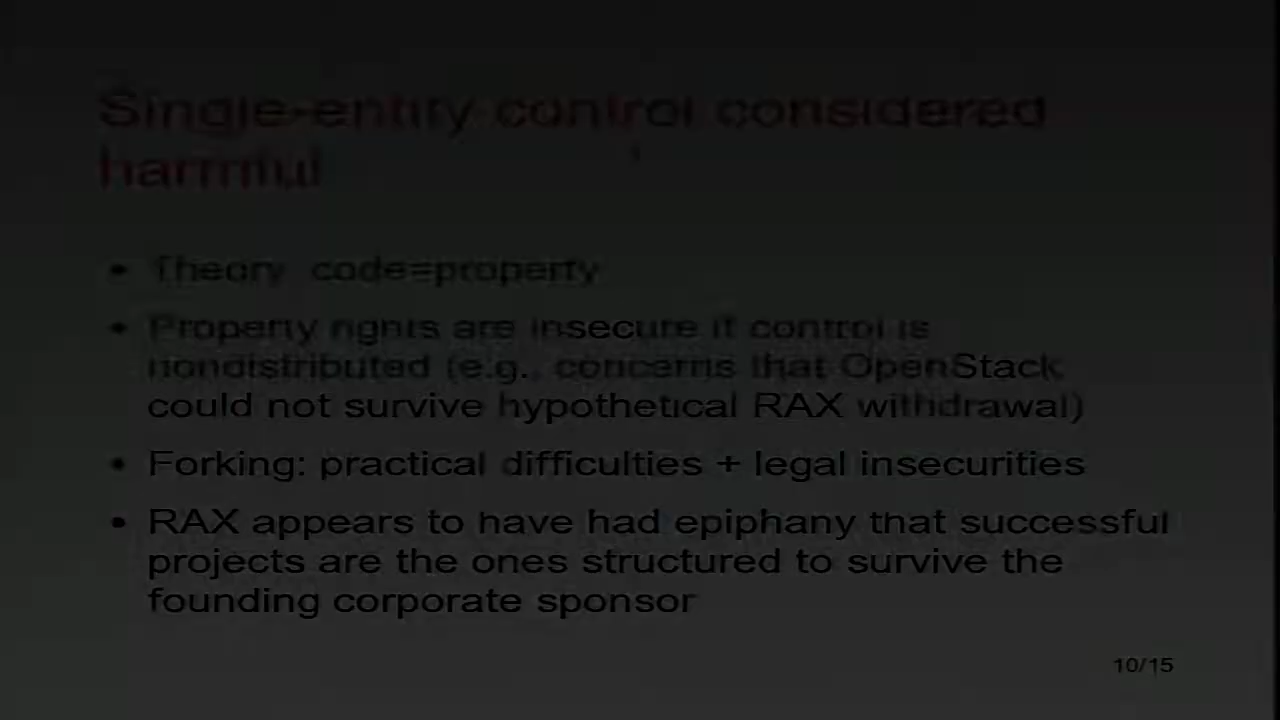 Single-entity control considered
harmful
• Theory code=property
• Property rights are insecure if control is
nondistributed (e.g., concerns that OpenStack
could not survive hypothetical RAX withdrawal)
• Forking: practical difficulties + legal insecurities
• RAX appears to have had epiphany that successful
projects are the ones structured to survive the
founding corporate sponsor
10/15